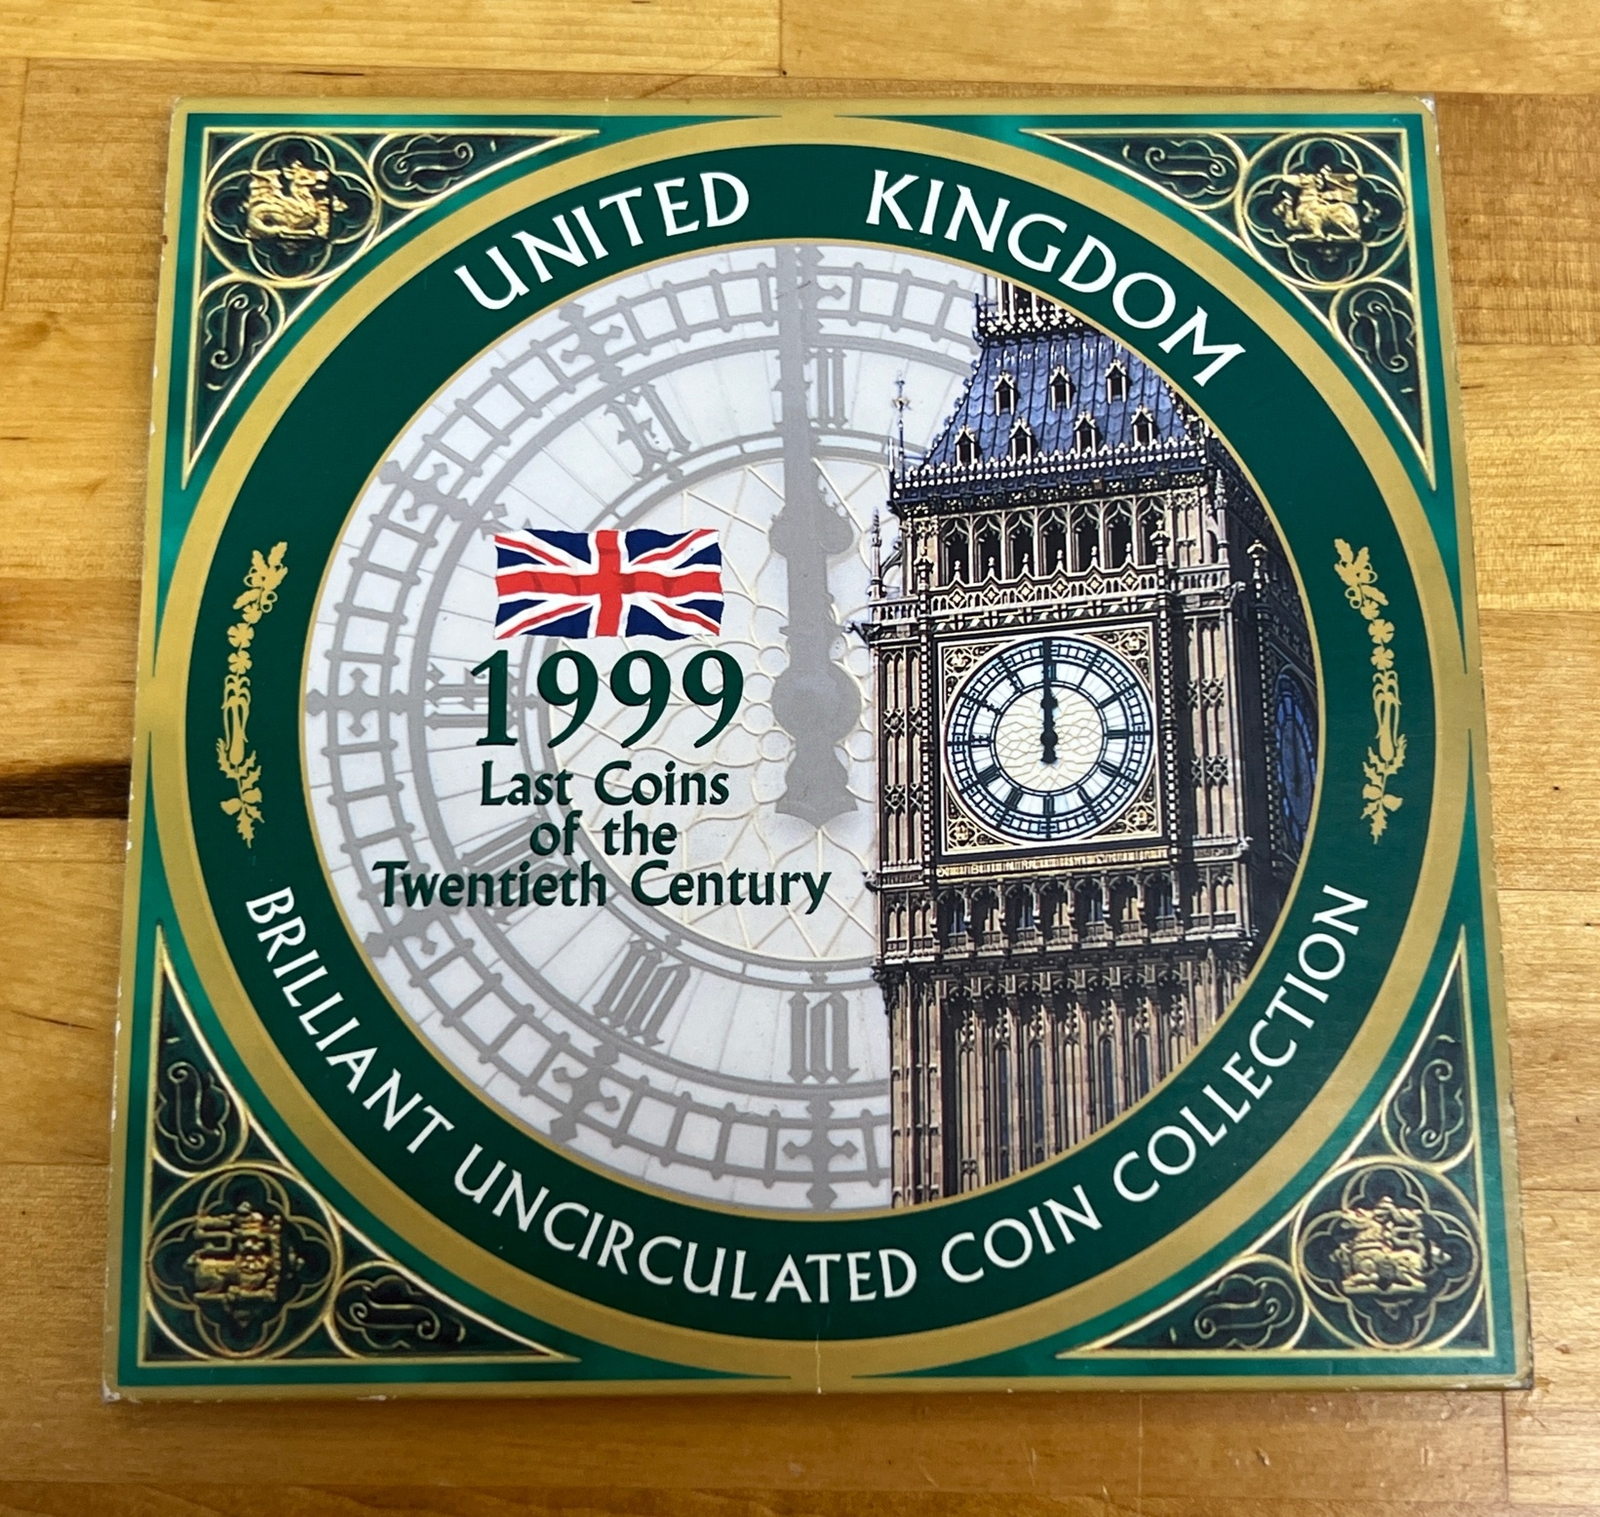 UNITED KINGDOM
1999
Last Coins
of the
Twentieth Century
BRILLIANT UNCIRCULATED COIN COLLECTION